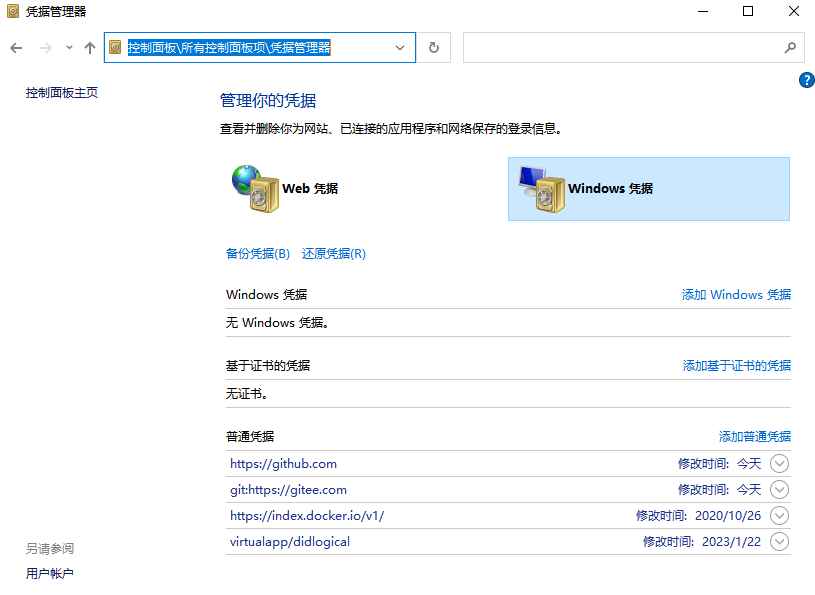 凭据管理器
控制面板\所有控制面板项\凭据管理器
?
控制面板主页
管理你的凭据
查看并删除你为网站、已连接的应用程序和网络保存的登录信息。
Web 凭据
Windows 凭据
备份凭据(B) 还原凭据(R)
Windows 凭据 添加 Windows 凭据
无 Windows 凭据。
基于证书的凭据 添加基于证书的凭据
无证书。
普通凭据 添加普通凭据
https://github.com 修改时间: 今天
git:https://gitee.com 修改时间: 今天
https://index.docker.io/v1/ 修改时间: 2020/10/26
virtualapp/didlogical 修改时间: 2023/1/22
另请参阅
用户帐户